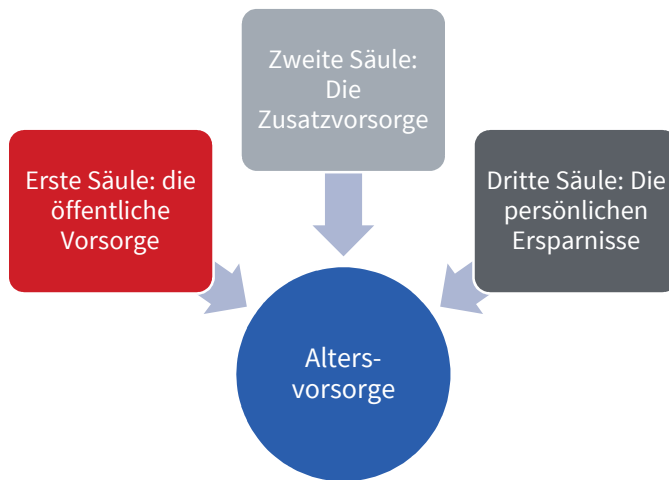 Zweite Säule:
Die
Zusatzvorsorge
Erste Säule: die
öffentliche
Vorsorge
Dritte Säule: Die
persönlichen
Ersparnisse
Alters-
vorsorge